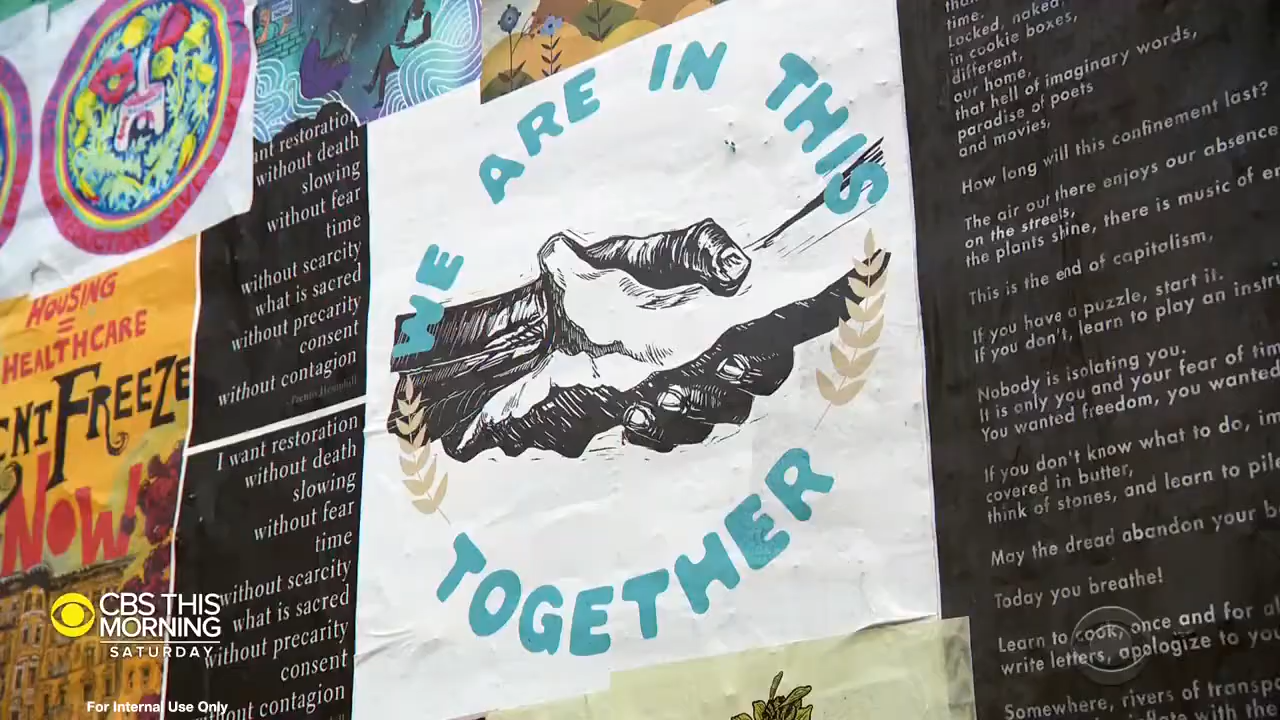 WE ARE IN THIS
TOGETHER
HOUSING
=
HEALTHCARE
FREEZE
NOW!
restoration
without death
slowing
without fear
time
without scarcity
what is sacred
without precarity
consent
without contagion
I want restoration
without death
slowing
without fear
time
without scarcity
what is sacred
without precarity
consent
contagion
time.
Locked, naked
in cookie boxes,
different,
our home,
that hell of imaginary words,
paradise of poets
and movies,
How long will this confinement last?
The air out there enjoys our absence
on the streets,
the plants shine, there is music of
This is the end of capitalism,
If you have a puzzle, start it.
If you don't, learn to play an
Nobody is isolating you.
It is only you and your fear of
You wanted freedom, you wanted
If you don't know what to do,
covered in butter,
think of stones, and learn to
May the dread abandon your
Today you breathe!
Learn to cook, once and for
write letters, apologize to
Somewhere, rivers of
with the
CBS THIS
MORNING
SATURDAY
For Internal Use Only